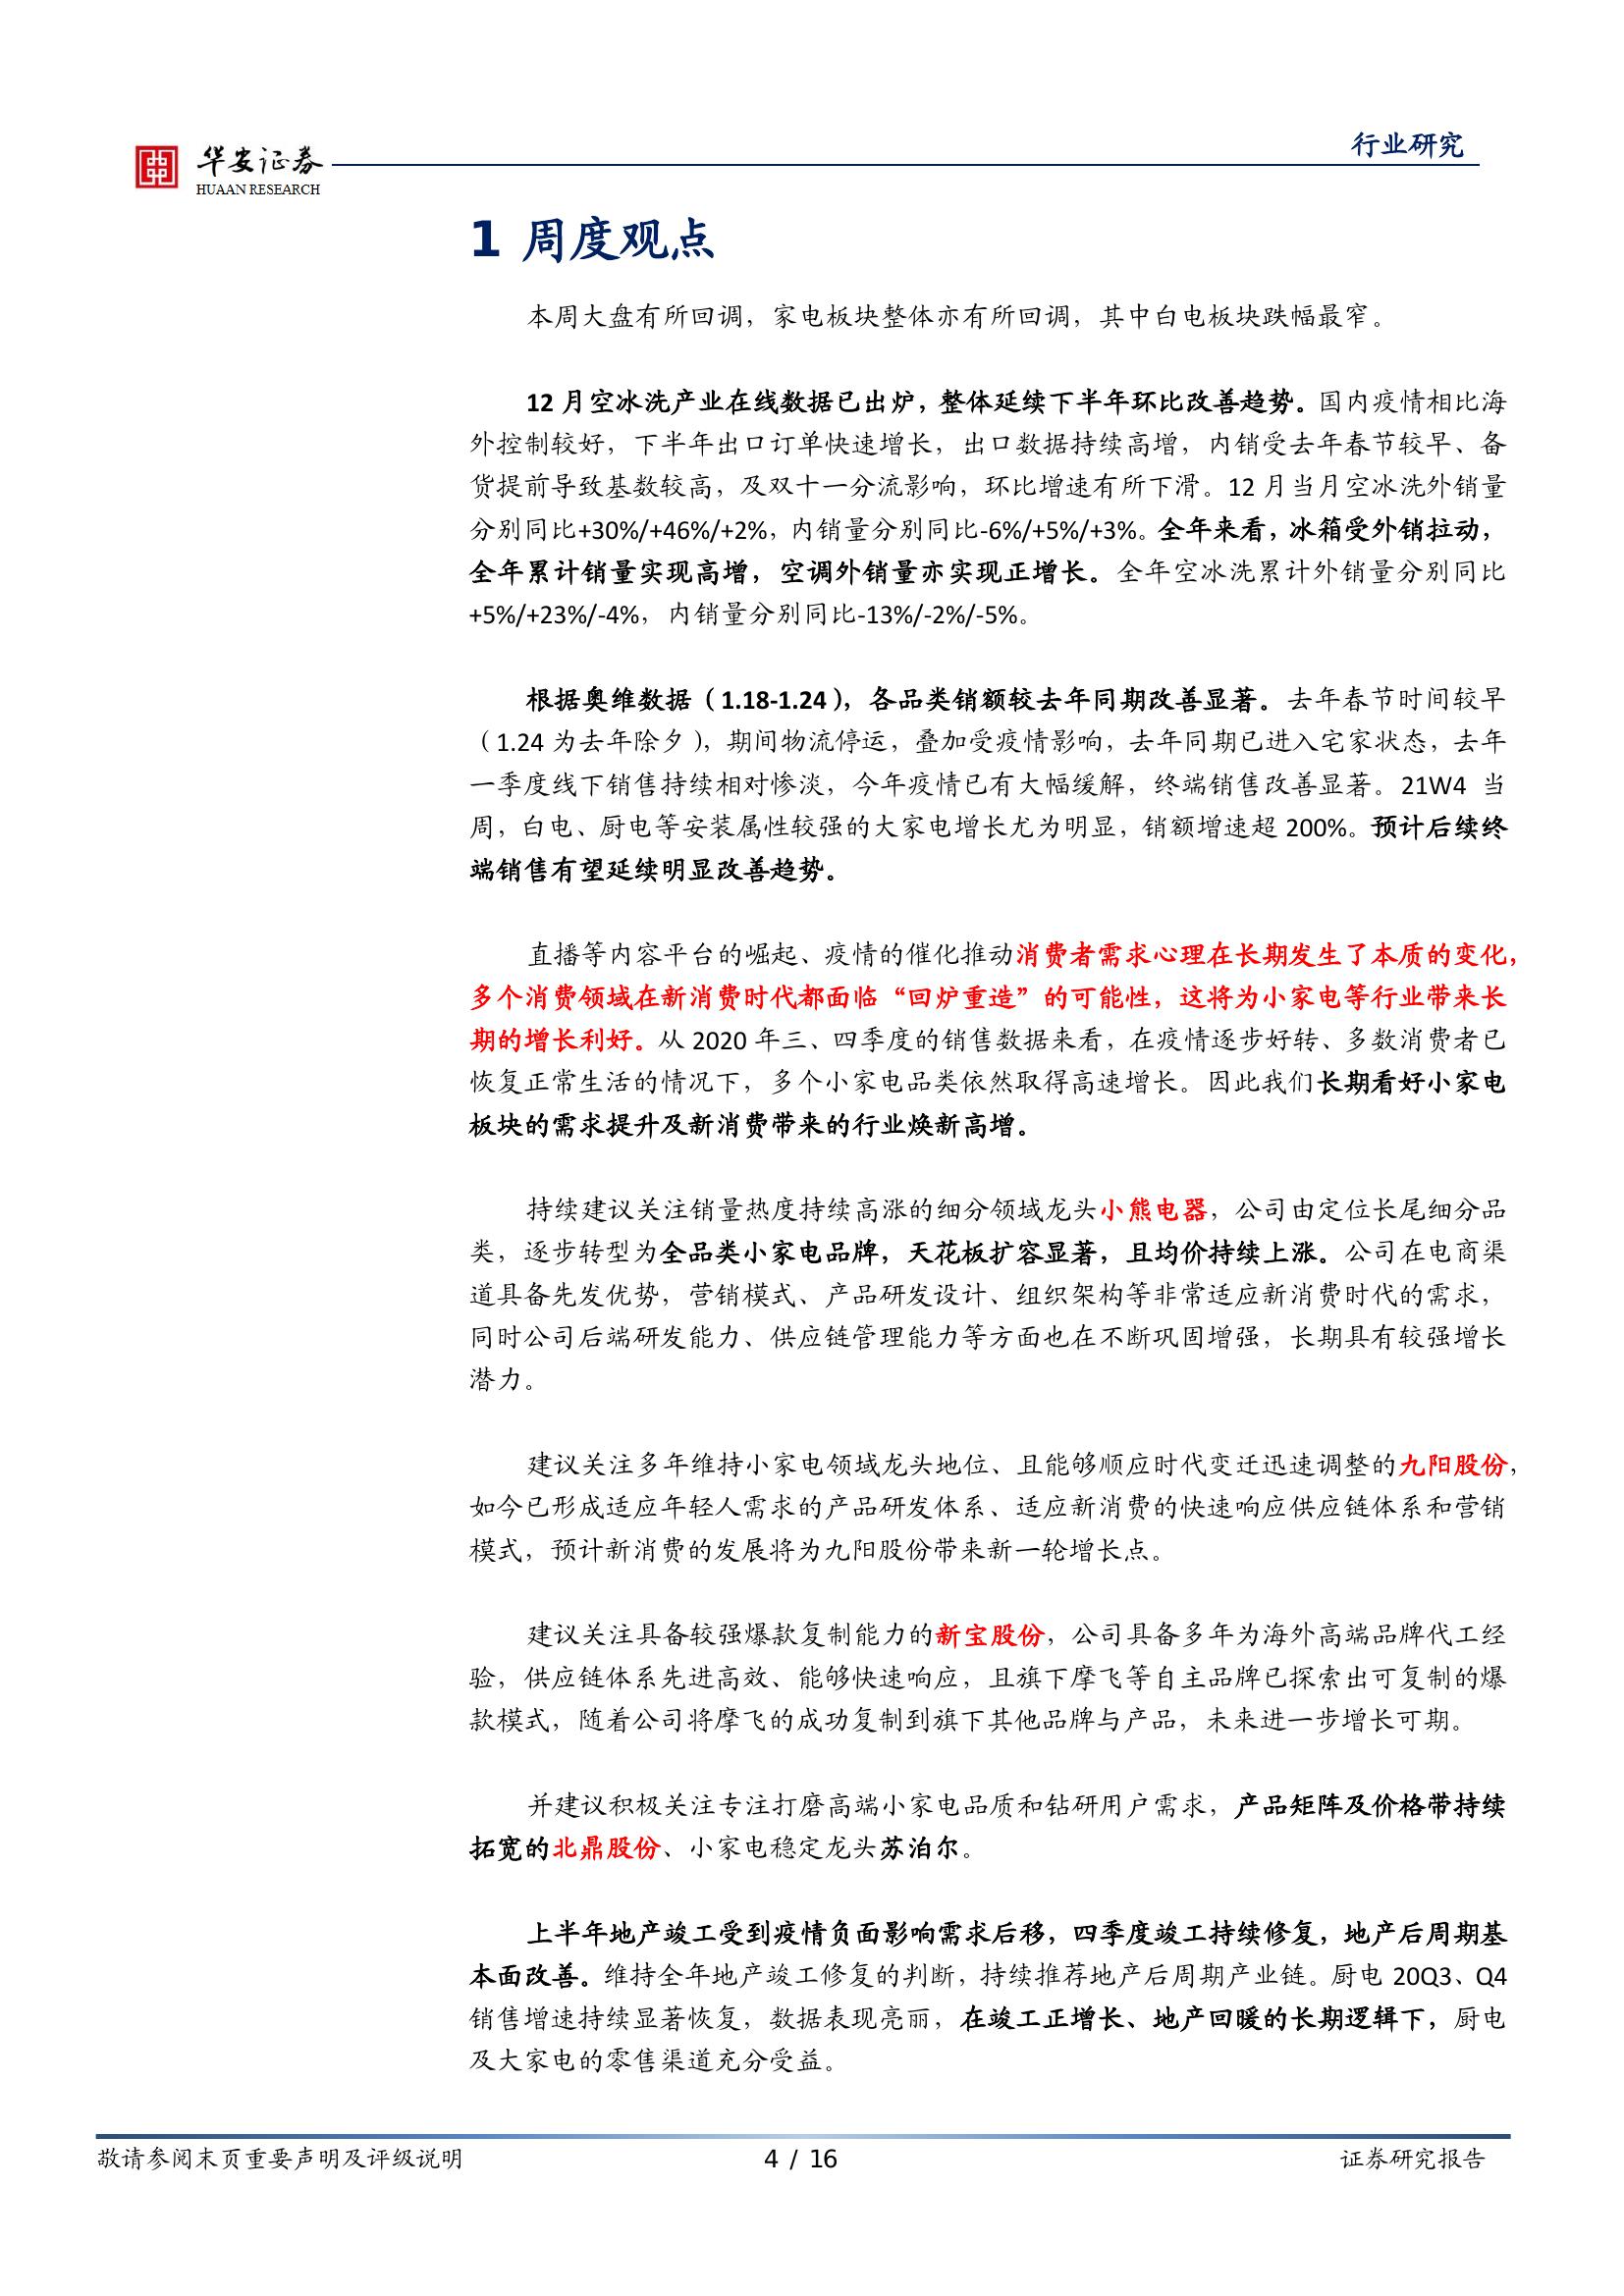 华安证券
HUAAN RESEARCH
行业研究
1 周度观点
本周大盘有所回调，家电板块整体亦有所回调，其中白电板块跌幅最窄。
12 月空冰洗产业在线数据已出炉，整体延续下半年环比改善趋势。国内疫情相比海
外控制较好，下半年出口订单快速增长，出口数据持续高增，内销受去年春节较早、备
货提前导致基数较高，及双十一分流影响，环比增速有所下滑。12 月当月空冰洗外销量
分别同比+30%/+46%/+2%，内销量分别同比-6%/+5%/+3%。全年来看，冰箱受外销拉动，
全年累计销量实现高增，空调外销量亦实现正增长。全年空冰洗累计外销量分别同比
+5%/+23%/-4%，内销量分别同比-13%/-2%/-5%。
根据奥维数据（1.18-1.24），各品类销额较去年同期改善显著。去年春节时间较早
（1.24 为去年除夕），期间物流停运，叠加受疫情影响，去年同期已进入宅家状态，去年
一季度线下销售持续相对惨淡，今年疫情已有大幅缓解，终端销售改善显著。21W4 当
周，白电、厨电等安装属性较强的大家电增长尤为明显，销额增速超 200%。预计后续终
端销售有望延续明显改善趋势。
直播等内容平台的崛起、疫情的催化推动消费者需求心理在长期发生了本质的变化，
多个消费领域在新消费时代都面临“回炉重造”的可能性，这将为小家电等行业带来长
期的增长利好。从 2020 年三、四季度的销售数据来看，在疫情逐步好转、多数消费者已
恢复正常生活的情况下，多个小家电品类依然取得高速增长。因此我们长期看好小家电
板块的需求提升及新消费带来的行业焕新高增。
持续建议关注销量热度持续高涨的细分领域龙头小熊电器，公司由定位长尾细分品
类，逐步转型为全品类小家电品牌，天花板扩容显著，且均价持续上涨。公司在电商渠
道具备先发优势，营销模式、产品研发设计、组织架构等非常适应新消费时代的需求，
同时公司后端研发能力、供应链管理能力等方面也在不断巩固增强，长期具有较强增长
潜力。
建议关注多年维持小家电领域龙头地位、且能够顺应时代变迁迅速调整的九阳股份，
如今已形成适应年轻人需求的产品研发体系、适应新消费的快速响应供应链体系和营销
模式，预计新消费的发展将为九阳股份带来新一轮增长点。
建议关注具备较强爆款复制能力的新宝股份，公司具备多年为海外高端品牌代工经
验，供应链体系先进高效、能够快速响应，且旗下摩飞等自主品牌已探索出可复制的爆
款模式，随着公司将摩飞的成功复制到旗下其他品牌与产品，未来进一步增长可期。
并建议积极关注专注打磨高端小家电品质和钻研用户需求，产品矩阵及价格带持续
拓宽的北鼎股份、小家电稳定龙头苏泊尔。
上半年地产竣工受到疫情负面影响需求后移，四季度竣工持续修复，地产后周期基
本面改善。维持全年地产竣工修复的判断，持续推荐地产后周期产业链。厨电 20Q3、Q4
销售增速持续显著恢复，数据表现亮丽，在竣工正增长、地产回暖的长期逻辑下，厨电
及大家电的零售渠道充分受益。
敬请参阅末页重要声明及评级说明
4 / 16
证券研究报告